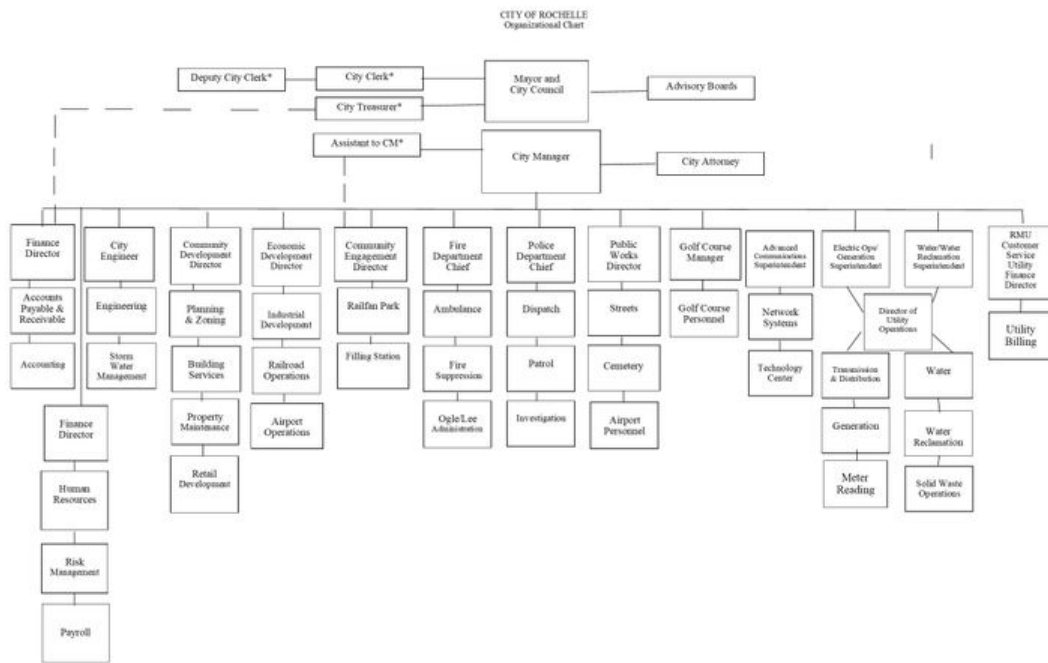 CITY OF ROCHELLE
Organizational Chart
Deputy City Clerk*
City Clerk*
Mayor and
City Council
Advisory Boards
City Treasurer*
Assistant to CM*
City Manager
City Attorney
Finance
Director
City
Engineer
Community
Development
Director
Economic
Development
Director
Community
Engagement
Director
Fire
Department
Chief
Police
Department
Chief
Public
Works
Director
Golf Course
Manager
Advanced
Communications
Superintendent
Electric Ops/
Generation
Superintendent
Water/Water
Reclamation
Superintendent
RMU
Customer
Service
Utility
Finance
Director
Accounts
Payable &
Receivable
Engineering
Planning
& Zoning
Industrial
Development
Railfan Park
Ambulance
Dispatch
Streets
Golf Course
Personnel
Network
Systems
Director of
Utility
Operations
Utility
Billing
Accounting
Storm
Water
Management
Building
Services
Railroad
Operations
Filling Station
Fire
Suppression
Patrol
Cemetery
Technology
Center
Transmission
& Distribution
Water
Finance
Director
Property
Maintenance
Airport
Operations
Ogle/Lee
Administration
Investigation
Airport
Personnel
Generation
Water
Reclamation
Human
Resources
Retail
Development
Meter
Reading
Solid Waste
Operations
Risk
Management
Payroll